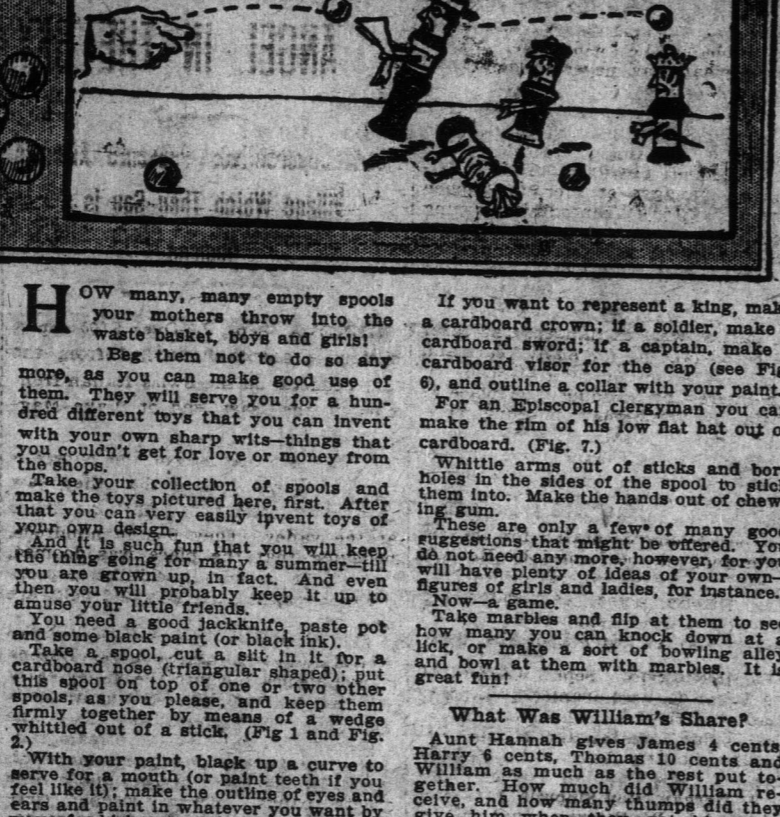 HOW many, many empty spools
your mothers throw into the
waste basket, boys and girls!
Beg them not to do so any
more, as you can make good use of
them. They will serve you for a hun-
dred different toys that you can invent
with your own sharp wits—things that
you couldn't get for love or money from
the shops.
Take your collection of spools and
make the toys pictured here, first. After
that you can very easily invent toys of
your own design.
And it is such fun that you will keep
the thing going for many a summer—till
you are grown up, in fact. And even
then you will probably keep it up to
amuse your little friends.
You need a good jackknife, paste pot
and some black paint (or black ink).
Take a spool, cut a slit in it for a
cardboard nose (triangular shaped); put
this spool on top of one or two other
spools, as you please, and keep them
firmly together by means of a wedge
whittled out of a stick. (Fig 1 and Fig.
2.)
With your paint, black up a curve to
serve for a mouth (or paint teeth if you
feel like it); make the outline of eyes and
ears and paint in whatever you want by
If you want to represent a king, mak
a cardboard crown; if a soldier, make
cardboard sword; if a captain, make
cardboard visor for the cap (see Fig
6), and outline a collar with your paint.
For an Episcopal clergyman you ca
make the rim of his low flat hat out o
cardboard. (Fig. 7.)
Whittle arms out of sticks and bor
holes in the sides of the spool to stic
them into. Make the hands out of chew
ing gum.
These are only a few of many goo
suggestions that might be offered. Yo
do not need any more, however, for yo
will have plenty of ideas of your own—
figures of girls and ladies, for instance.
Now—a game.
Take marbles and flip at them to se
how many you can knock down at a
lick, or make a sort of bowling alley
and bowl at them with marbles. It i
great fun!
What Was William's Share?
Aunt Hannah gives James 4 cents
Harry 6 cents, Thomas 10 cents and
William as much as the rest put to-
gether. How much did William re-
ceive, and how many thumps did they
give him when